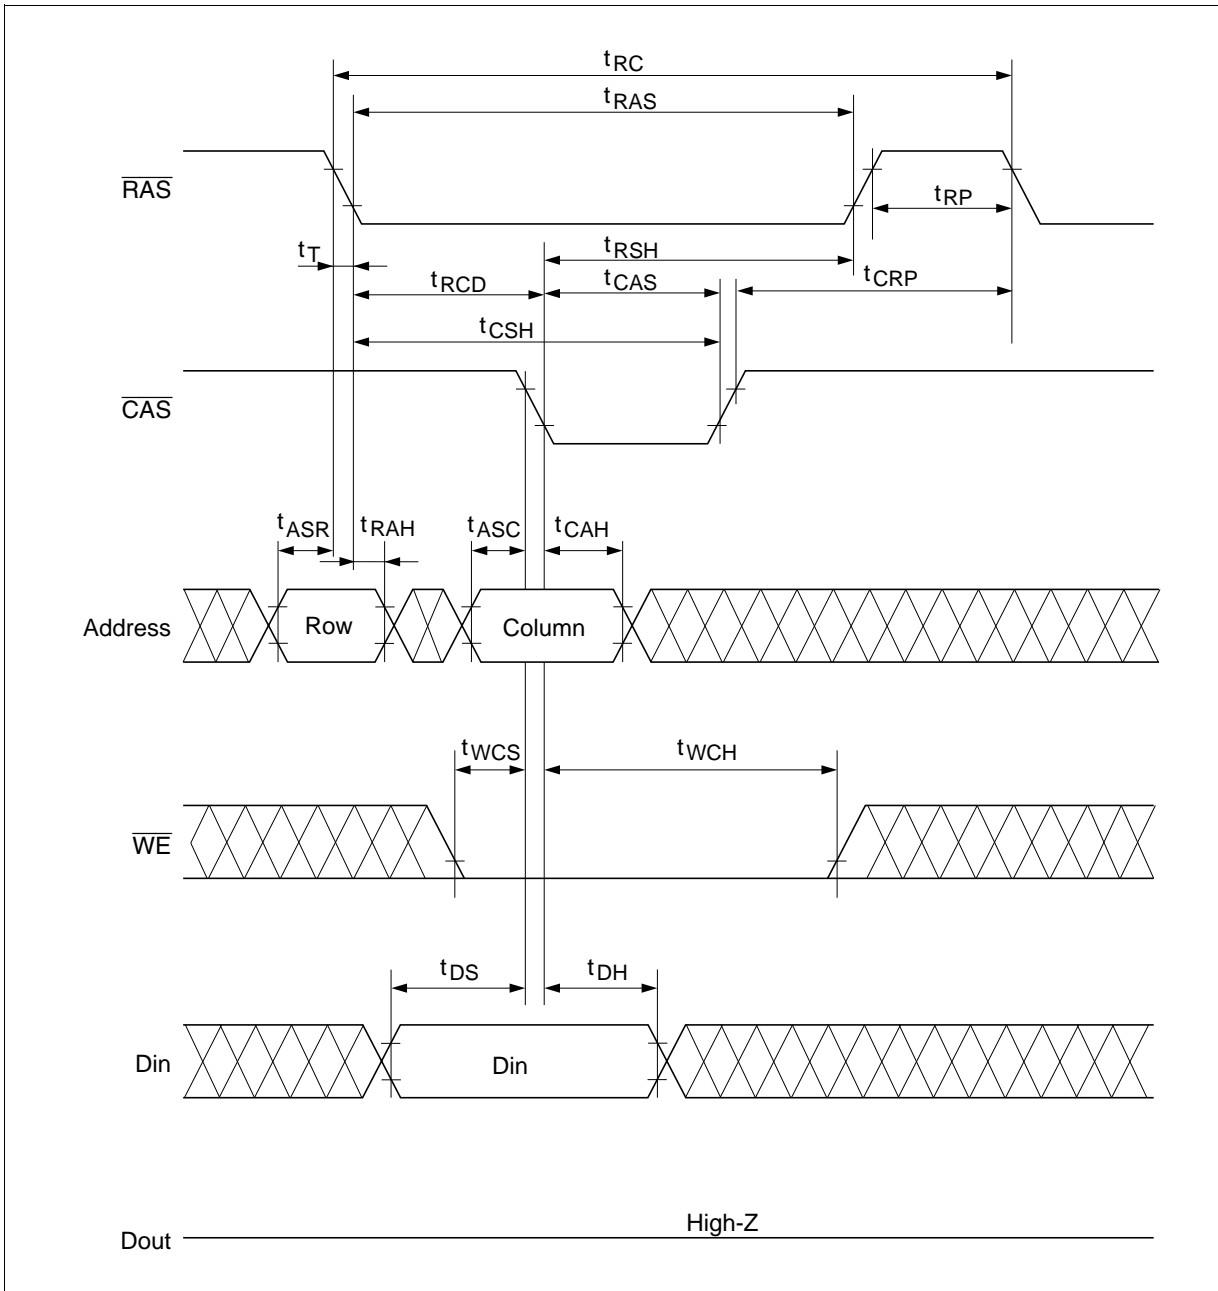 tRC
tRAS
RAS
tRP
tT
tRSH
tRCD
tCAS
tCRP
tCSH
CAS
tASR
tRAH
tASC
tCAH
Address
Row
Column
tWCS
tWCH
WE
tDS
tDH
Din
Din
High-Z
Dout